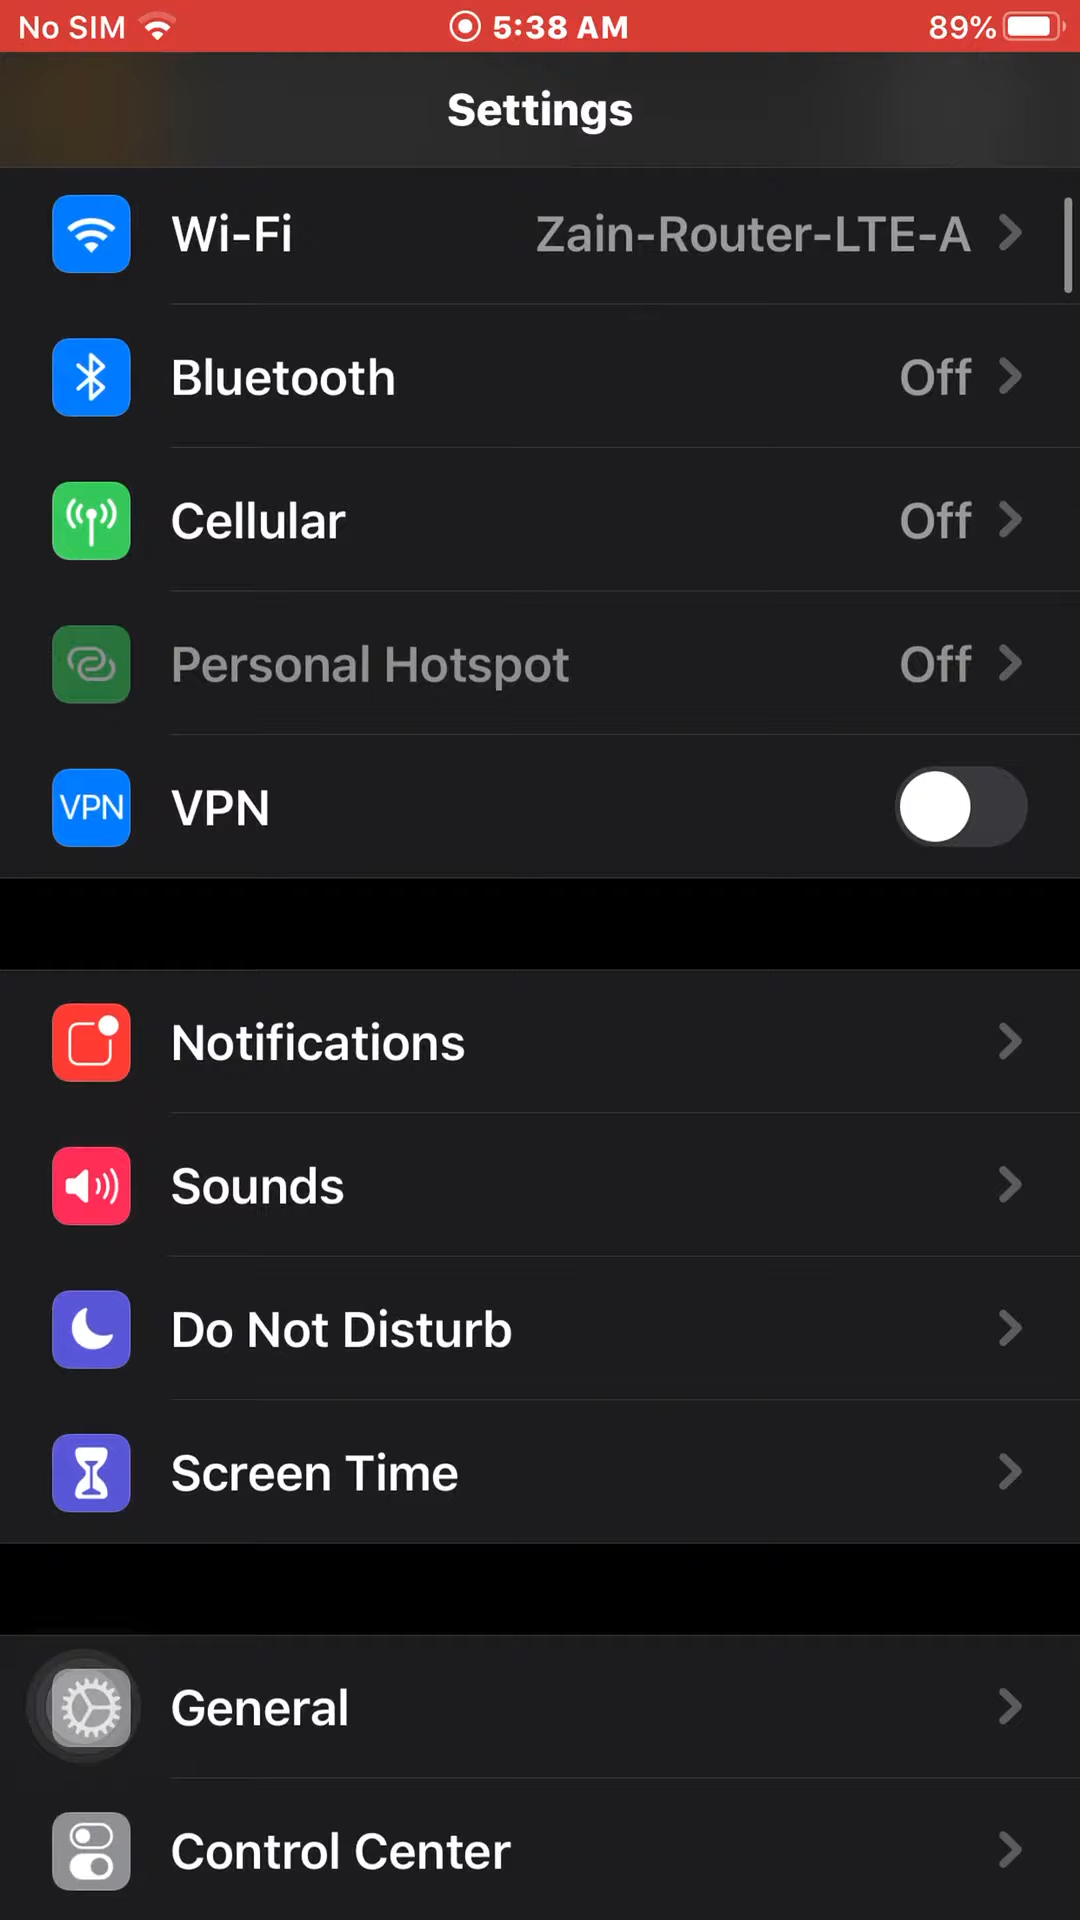 No SIM 5:38 AM 89%
Settings
Wi-Fi Zain-Router-LTE-A
Bluetooth Off
Cellular Off
Personal Hotspot Off
VPN VPN
Notifications
Sounds
Do Not Disturb
Screen Time
General
Control Center